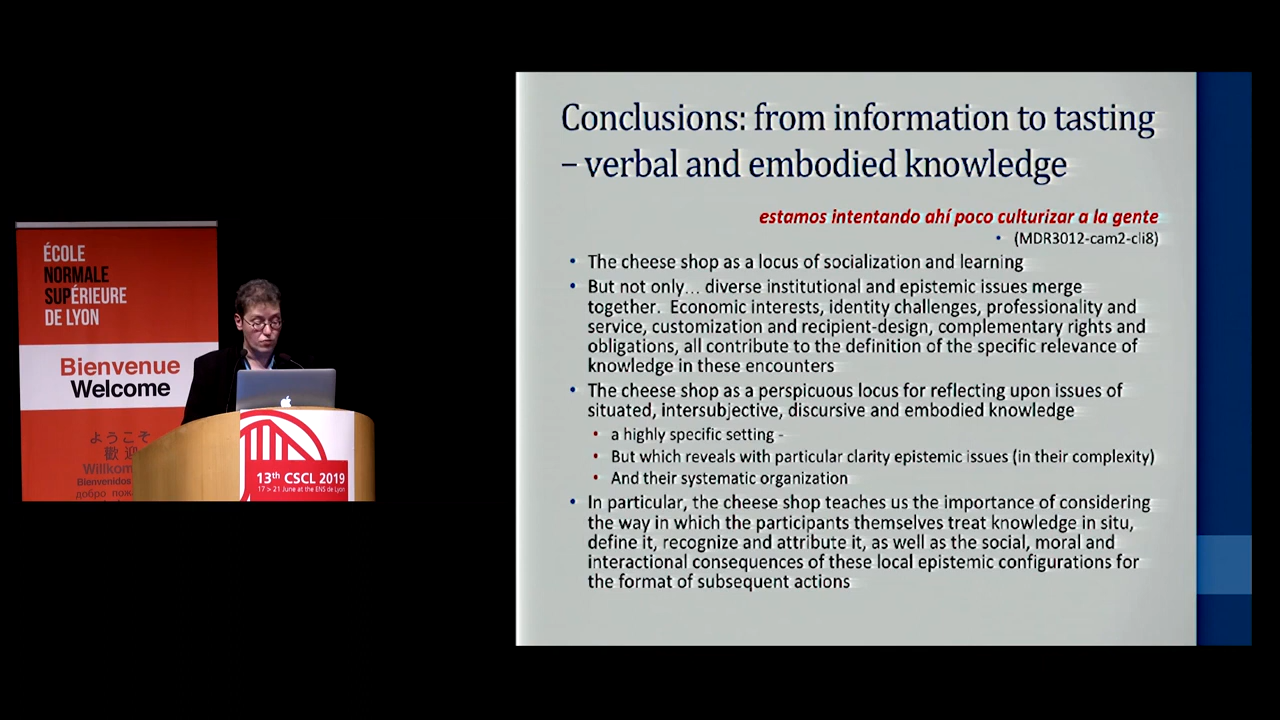 ÉCOLE
NORMALE
SUPÉRIEURE
DE LYON
Bienvenue
Welcome
ようこそ
歡迎
Bienvenidos
добро
13th CSCL 2019
17 > 21 June at the ENS de Lyon
Conclusions: from information to tasting
– verbal and embodied knowledge
estamos intentando ahí poco culturizar a la gente
• (MDR3012-cam2-cli8)
• The cheese shop as a locus of socialization and learning
• But not only… diverse institutional and epistemic issues merge
together. Economic interests, identity challenges, professionality and
service, customization and recipient-design, complementary rights and
obligations, all contribute to the definition of the specific relevance of
knowledge in these encounters
• The cheese shop as a perspicuous locus for reflecting upon issues of
situated, intersubjective, discursive and embodied knowledge
• a highly specific setting -
• But which reveals with particular clarity epistemic issues (in their complexity)
• And their systematic organization
• In particular, the cheese shop teaches us the importance of considering
the way in which the participants themselves treat knowledge in situ,
define it, recognize and attribute it, as well as the social, moral and
interactional consequences of these local epistemic configurations for
the format of subsequent actions